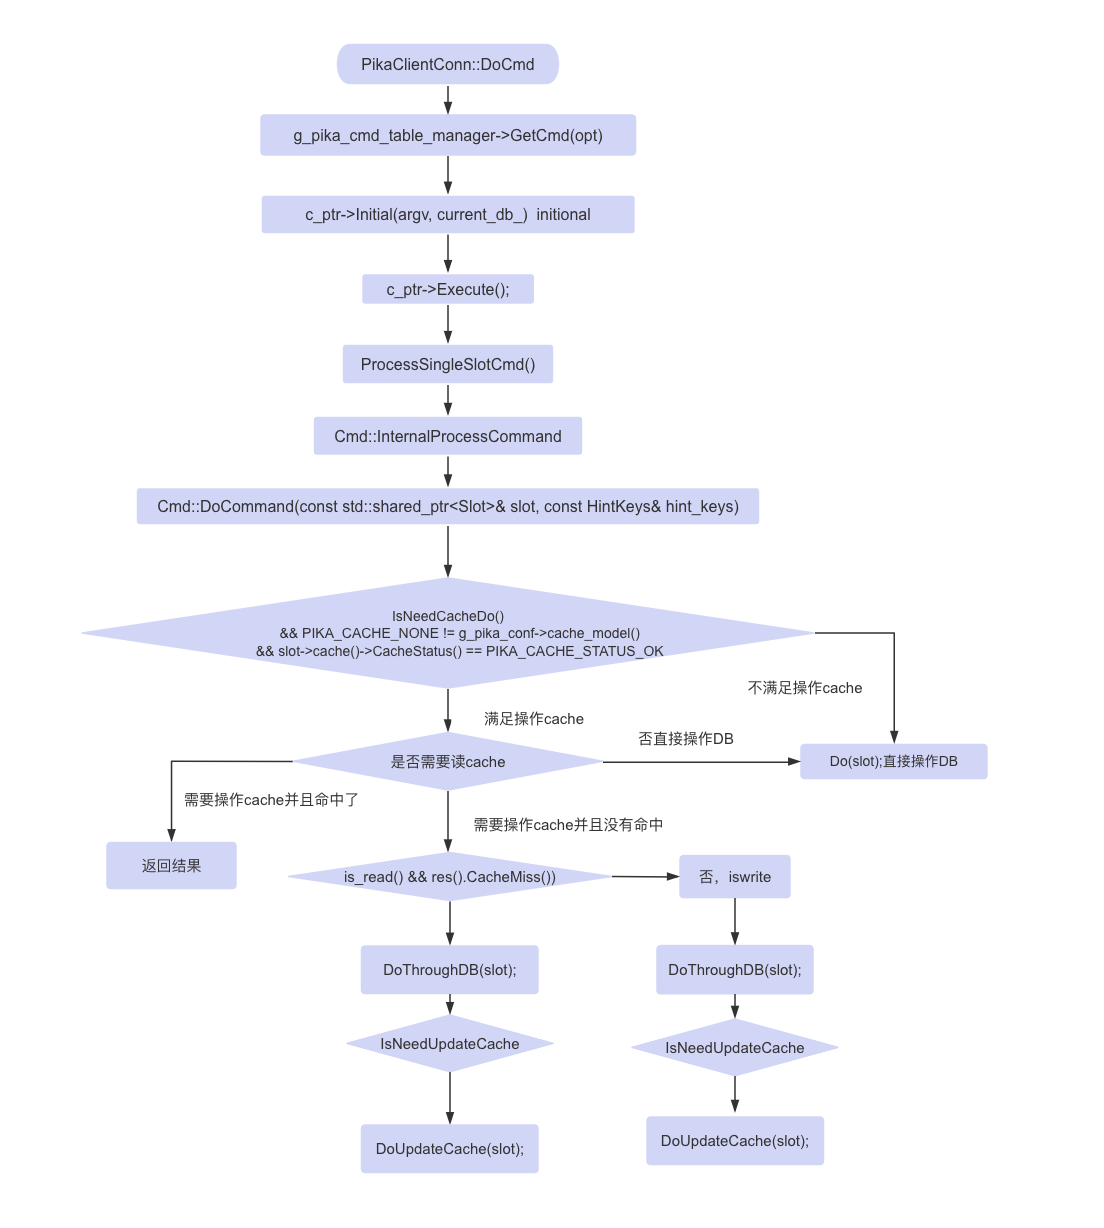 PikaClientConn::DoCmd
g_pika_cmd_table_manager->GetCmd(opt)
c_ptr->Initial(argv, current_db_)  initional
c_ptr->Execute();
ProcessSingleSlotCmd()
Cmd::InternalProcessCommand
Cmd::DoCommand(const std::shared_ptr<Slot>& slot, const HintKeys& hint_keys)
IsNeedCacheDo()
&& PIKA_CACHE_NONE != g_pika_conf->cache_model()
&& slot->cache()->CacheStatus() == PIKA_CACHE_STATUS_OK
不满足操作cache
满足操作cache
否直接操作DB
是否需要读cache
Do(slot);直接操作DB
需要操作cache并且命中了
需要操作cache并且没有命中
返回结果
is_read() && res().CacheMiss())
否，iswrite
DoThroughDB(slot);
DoThroughDB(slot);
IsNeedUpdateCache
IsNeedUpdateCache
DoUpdateCache(slot);
DoUpdateCache(slot);